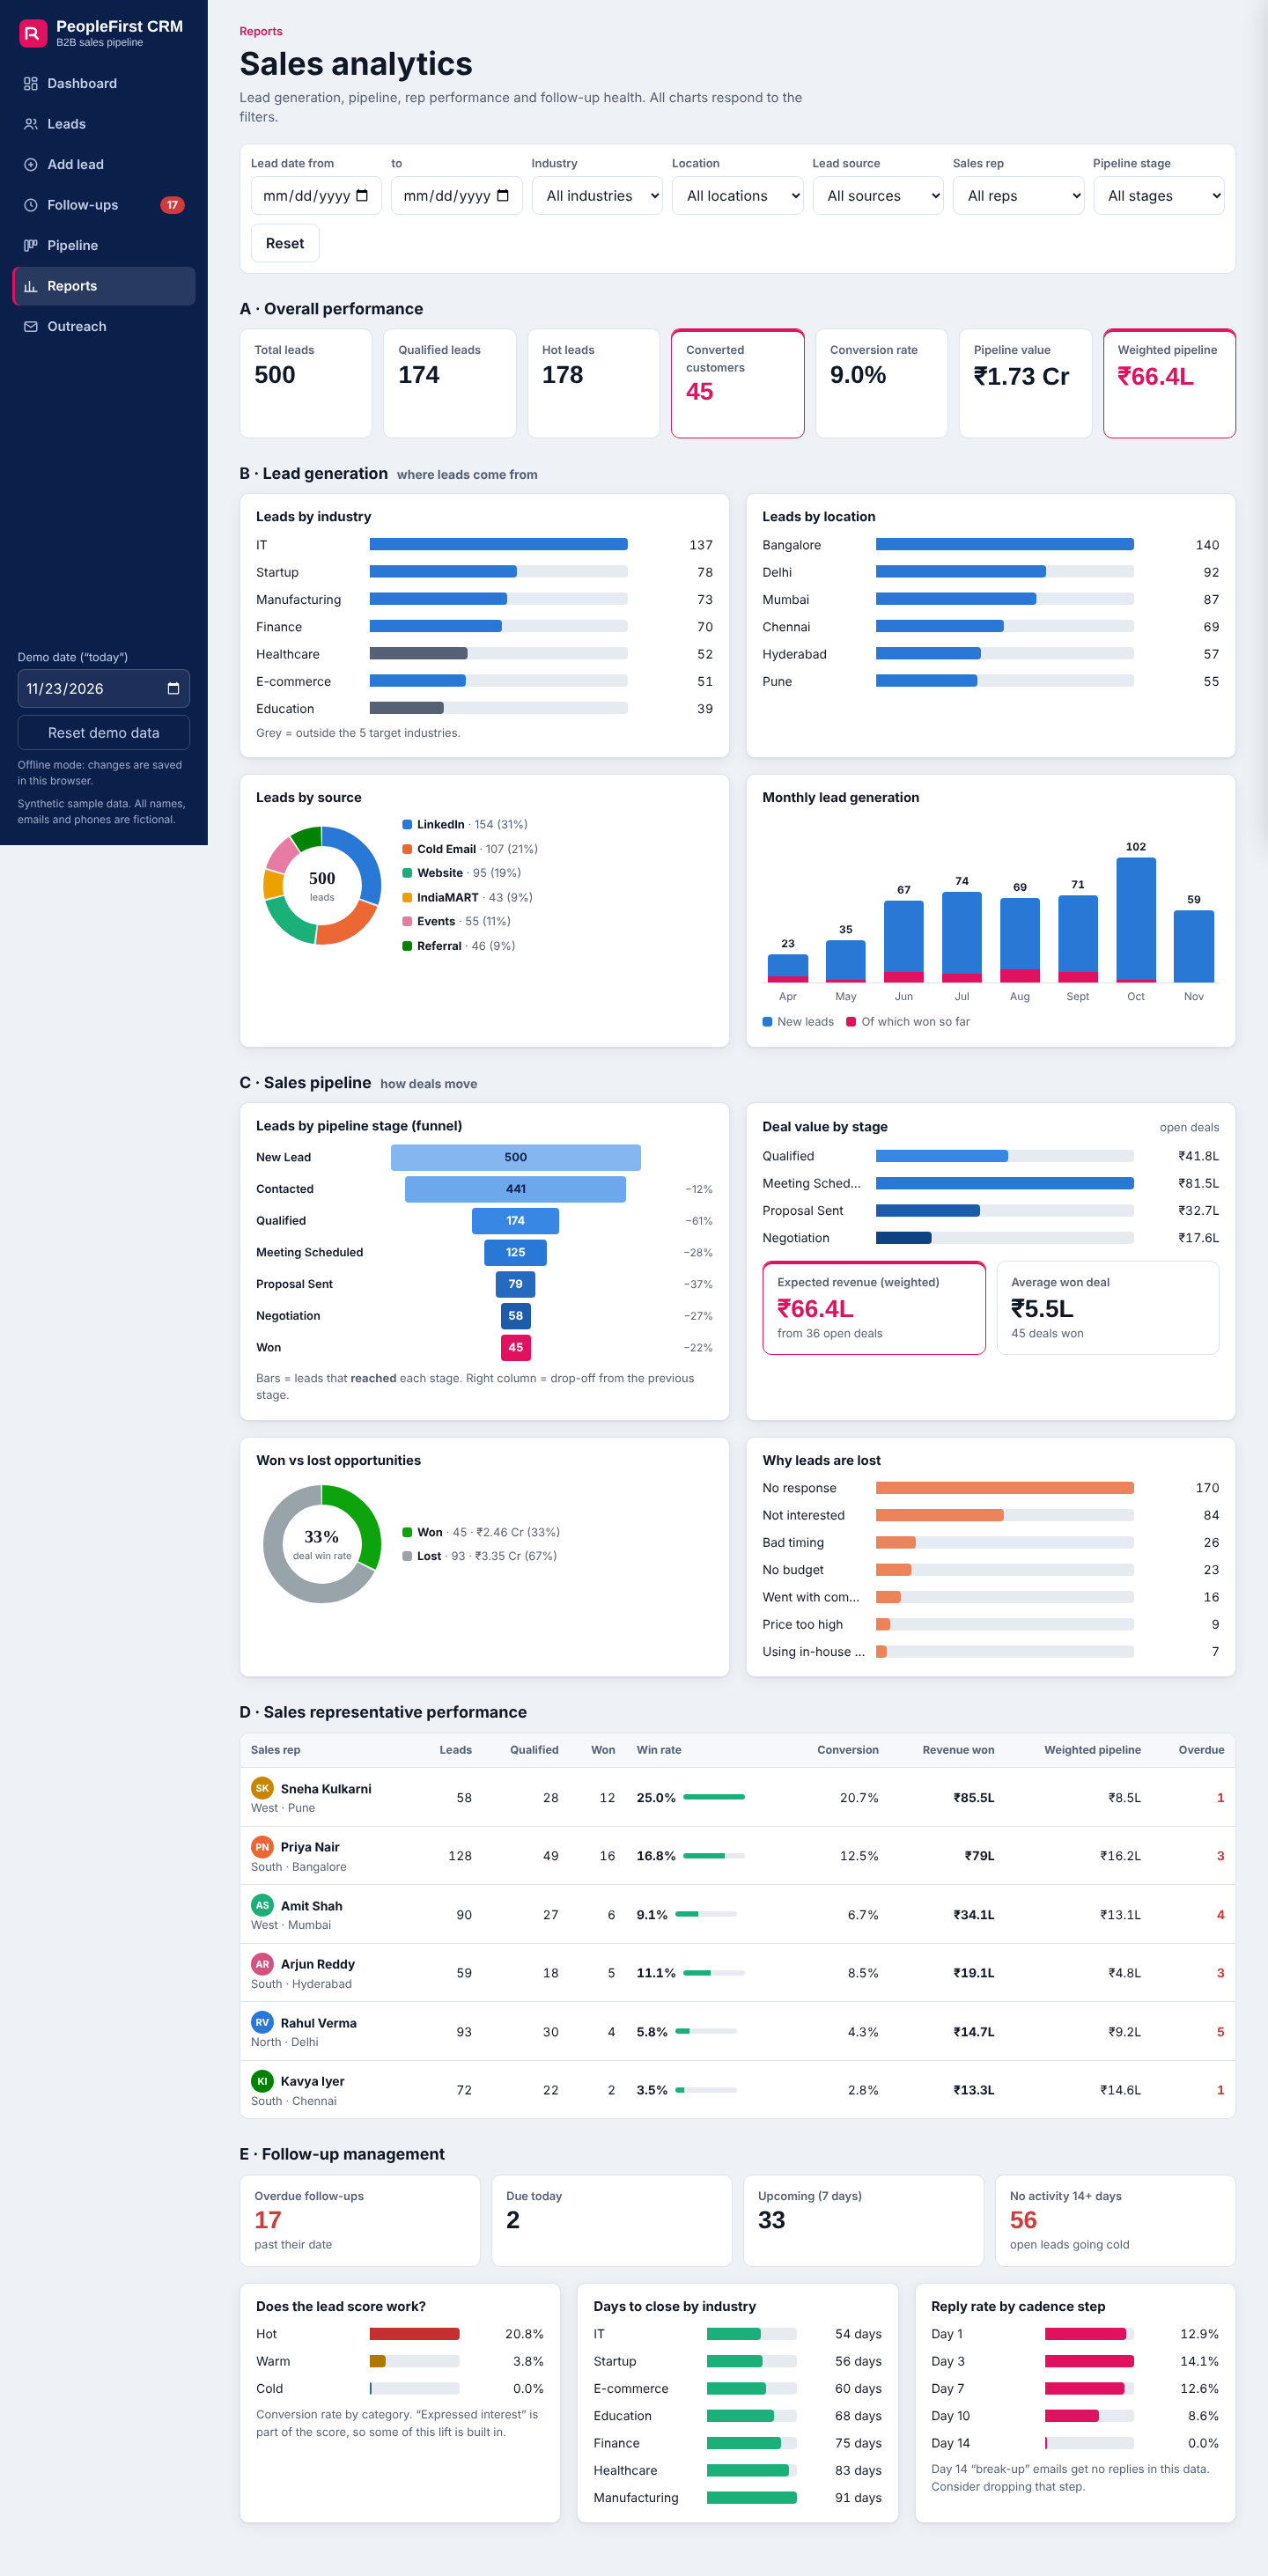 PeopleFirst CRM
B2B sales pipeline
Dashboard
Leads
Add lead
Follow-ups 17
Pipeline
Reports
Outreach
Demo date (“today”)
11/23/2026
Reset demo data
Offline mode: changes are saved
in this browser.
Synthetic sample data. All names,
emails and phones are fictional.
Reports
Sales analytics
Lead generation, pipeline, rep performance and follow-up health. All charts respond to the
filters.
Lead date from to Industry Location Lead source Sales rep Pipeline stage
mm/dd/yyyy mm/dd/yyyy All industries All locations All sources All reps All stages
Reset
A · Overall performance
Total leads
500
Qualified leads
174
Hot leads
178
Converted
customers
45
Conversion rate
9.0%
Pipeline value
₹1.73 Cr
Weighted pipeline
₹66.4L
B · Lead generation where leads come from
Leads by industry
IT 137
Startup 78
Manufacturing 73
Finance 70
Healthcare 52
E-commerce 51
Education 39
Grey = outside the 5 target industries.
Leads by location
Bangalore 140
Delhi 92
Mumbai 87
Chennai 69
Hyderabad 57
Pune 55
Leads by source
500
leads
LinkedIn · 154 (31%)
Cold Email · 107 (21%)
Website · 95 (19%)
IndiaMART · 43 (9%)
Events · 55 (11%)
Referral · 46 (9%)
Monthly lead generation
23 35 67 74 69 71 102 59
Apr May Jun Jul Aug Sept Oct Nov
New leads Of which won so far
C · Sales pipeline how deals move
Leads by pipeline stage (funnel)
New Lead 500
Contacted 441 −12%
Qualified 174 −61%
Meeting Scheduled 125 −28%
Proposal Sent 79 −37%
Negotiation 58 −27%
Won 45 −22%
Bars = leads that reached each stage. Right column = drop-off from the previous
stage.
Deal value by stage open deals
Qualified ₹41.8L
Meeting Sched... ₹81.5L
Proposal Sent ₹32.7L
Negotiation ₹17.6L
Expected revenue (weighted)
₹66.4L
from 36 open deals
Average won deal
₹5.5L
45 deals won
Won vs lost opportunities
33%
deal win rate
Won · 45 · ₹2.46 Cr (33%)
Lost · 93 · ₹3.35 Cr (67%)
Why leads are lost
No response 170
Not interested 84
Bad timing 26
No budget 23
Went with com... 16
Price too high 9
Using in-house ... 7
D · Sales representative performance
Sales rep Leads Qualified Won Win rate Conversion Revenue won Weighted pipeline Overdue
SK Sneha Kulkarni 58 28 12 25.0% 20.7% ₹85.5L ₹8.5L 1
West · Pune
PN Priya Nair 128 49 16 16.8% 12.5% ₹79L ₹16.2L 3
South · Bangalore
AS Amit Shah 90 27 6 9.1% 6.7% ₹34.1L ₹13.1L 4
West · Mumbai
AR Arjun Reddy 59 18 5 11.1% 8.5% ₹19.1L ₹4.8L 3
South · Hyderabad
RV Rahul Verma 93 30 4 5.8% 4.3% ₹14.7L ₹9.2L 5
North · Delhi
KI Kavya Iyer 72 22 2 3.5% 2.8% ₹13.3L ₹14.6L 1
South · Chennai
E · Follow-up management
Overdue follow-ups
17
past their date
Due today
2
Upcoming (7 days)
33
No activity 14+ days
56
open leads going cold
Does the lead score work?
Hot 20.8%
Warm 3.8%
Cold 0.0%
Conversion rate by category. “Expressed interest” is
part of the score, so some of this lift is built in.
Days to close by industry
IT 54 days
Startup 56 days
E-commerce 60 days
Education 68 days
Finance 75 days
Healthcare 83 days
Manufacturing 91 days
Reply rate by cadence step
Day 1 12.9%
Day 3 14.1%
Day 7 12.6%
Day 10 8.6%
Day 14 0.0%
Day 14 “break-up” emails get no replies in this data.
Consider dropping that step.